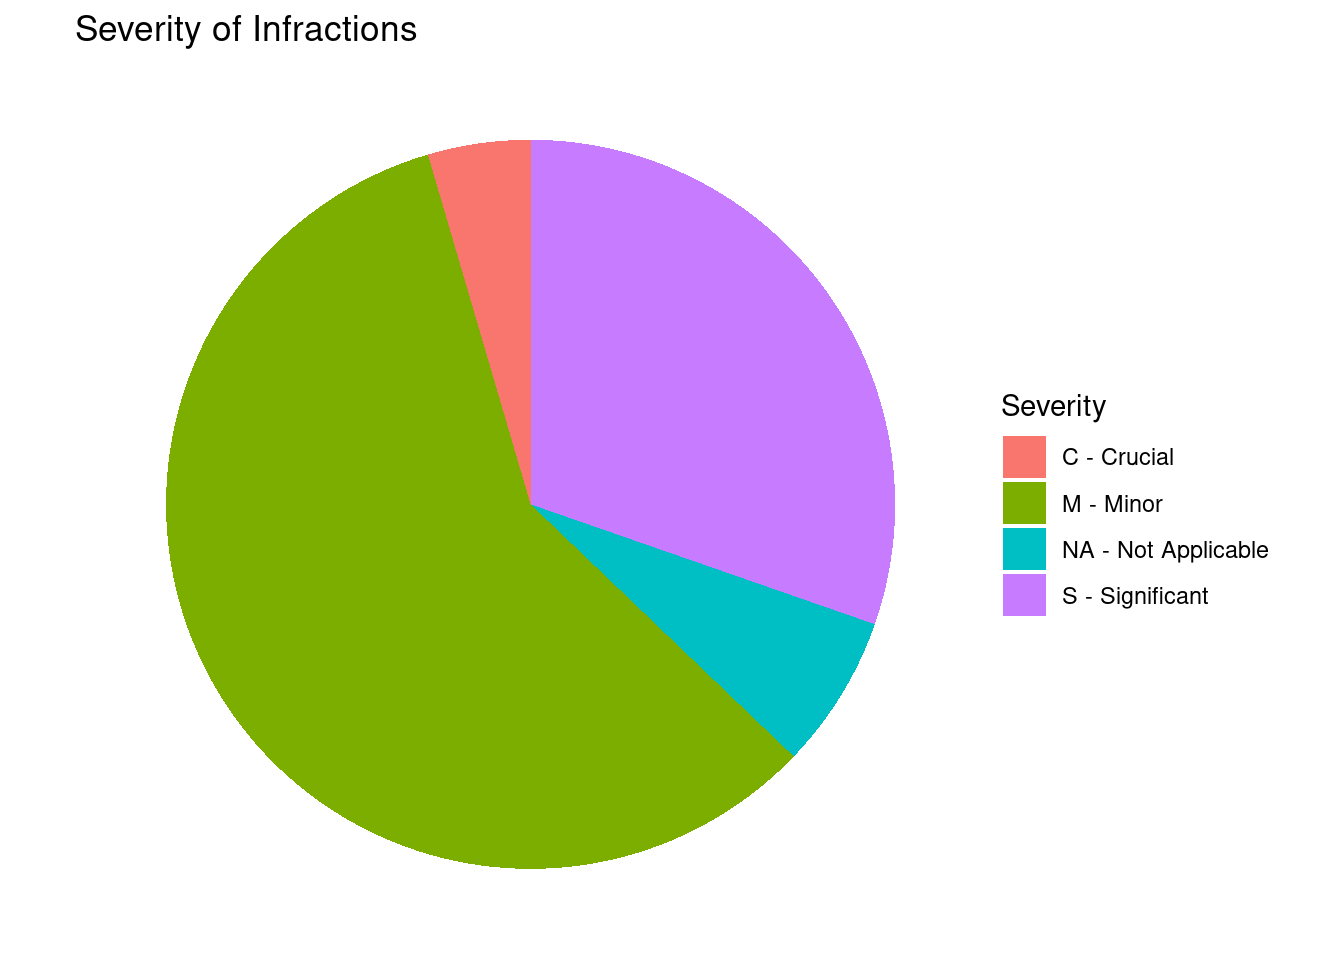 Severity of Infractions
Severity
C - Crucial
M - Minor
NA - Not Applicable
S - Significant